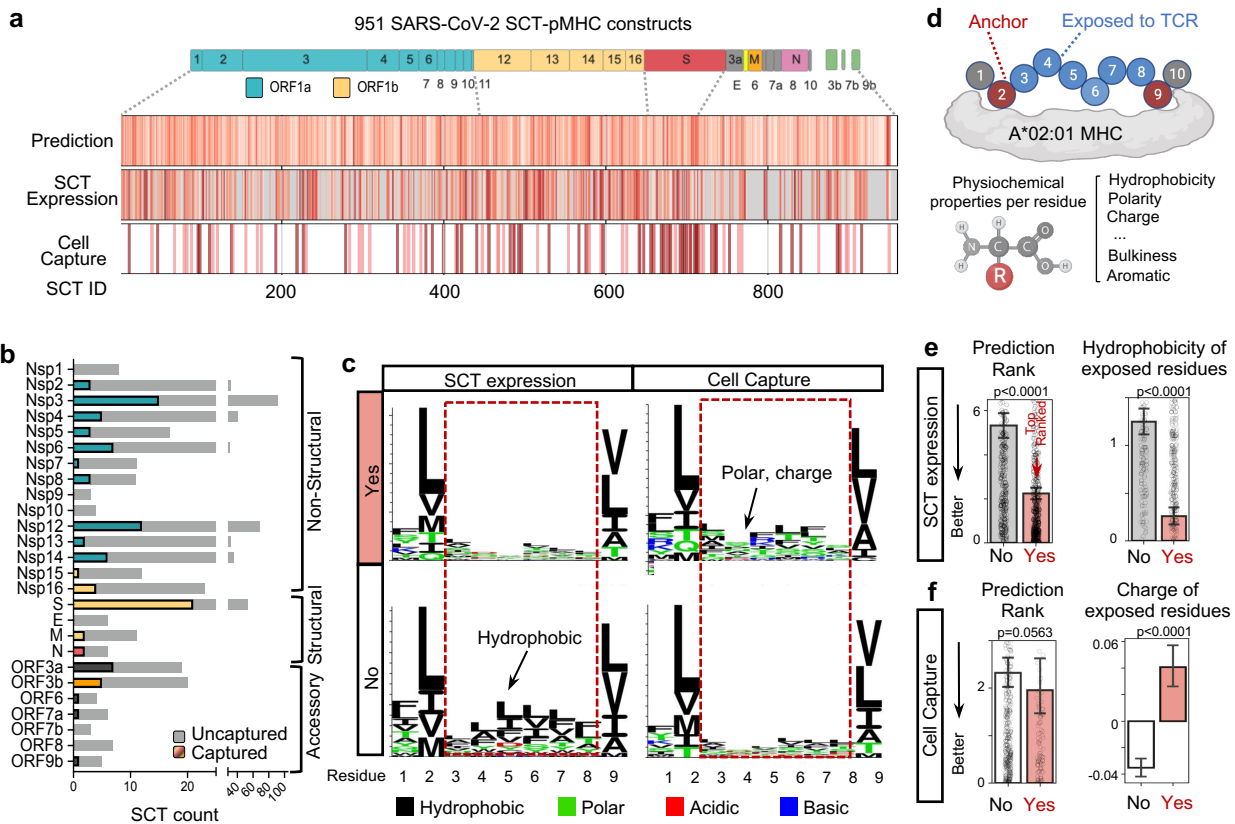 a
951 SARS-CoV-2 SCT-pMHC constructs
1 2 3 4 5 6 12 13 14 15 16 S 3a M N
7 8 9 10 11 E 6 7a 8 10 3b 7b 9b
ORF1a ORF1b
Prediction
SCT
Expression
Cell
Capture
SCT ID
200 400 600 800
d
Anchor
Exposed to TCR
1 2 3 4 5 6 7 8 9 10
A*02:01 MHC
Physiochemical
properties per residue
H H N H C C O O H R
Hydrophobicity
Polarity
Charge
...
Bulkiness
Aromatic
b
Nsp1
Nsp2
Nsp3
Nsp4
Nsp5
Nsp6
Nsp7
Nsp8
Nsp9
Nsp10
Nsp12
Nsp13
Nsp14
Nsp15
Nsp16
S
E
M
N
ORF3a
ORF3b
ORF6
ORF7a
ORF7b
ORF8
ORF9b
Non-Structural
Structural
Accessory
Uncaptured
Captured
0 10 20 40 60 80 100
SCT count
c
SCT expression
Cell Capture
Yes
No
Polar, charge
Hydrophobic
L V M I T Q
V L I A
L V M I T Q
L V A I
L I V M
L V I A M
L V M I
V L I A
Residue 1 2 3 4 5 6 7 8 9 1 2 3 4 5 6 7 8 9
Hydrophobic
Polar
Acidic
Basic
e
SCT expression
Better
Prediction
Rank
p<0.0001
6
2
0
Top
Ranked
No Yes
Hydrophobicity of
exposed residues
p<0.0001
1
0
No Yes
f
Cell Capture
Better
Prediction
Rank
p=0.0563
2
0
No Yes
Charge of
exposed residues
p<0.0001
0.06
0
-0.04
No Yes